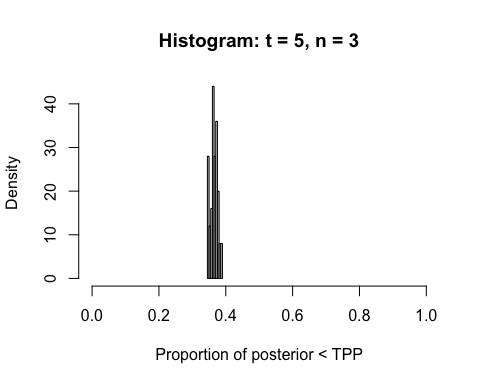 Histogram: t = 5, n = 3
Density
40
30
20
10
0
0.0 0.2 0.4 0.6 0.8 1.0
Proportion of posterior < TPP